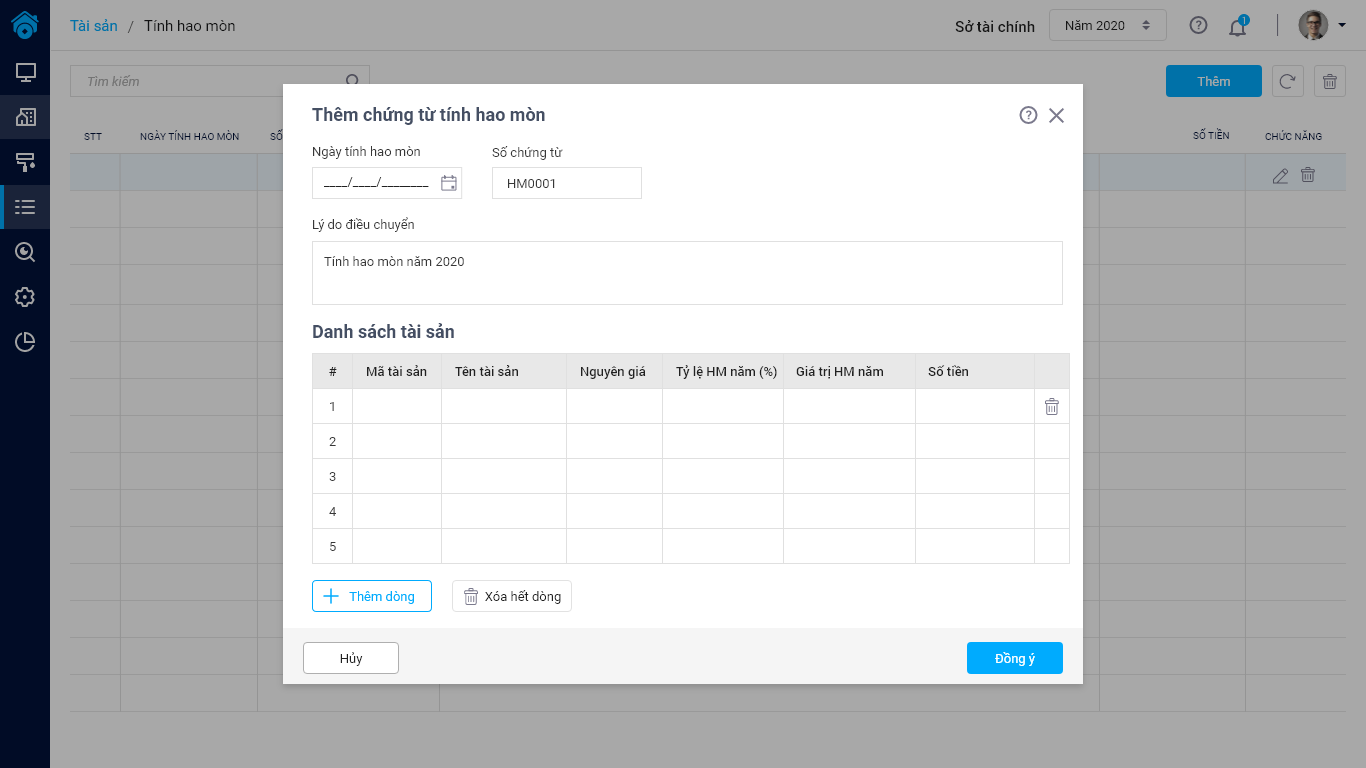 Tài sản / Tính hao mòn
Sở tài chính
Năm 2020
1
Tìm kiếm
Thêm
STT
NGÀY TÍNH HAO MÒN
SỐ
SỐ TIỀN
CHỨC NĂNG
Thêm chứng từ tính hao mòn
Ngày tính hao mòn
Số chứng từ
____/____/________
HM0001
Lý do điều chuyển
Tính hao mòn năm 2020
Danh sách tài sản
# Mã tài sản Tên tài sản Nguyên giá Tỷ lệ HM năm (%) Giá trị HM năm Số tiền
1
2
3
4
5
Thêm dòng
Xóa hết dòng
Hủy
Đồng ý